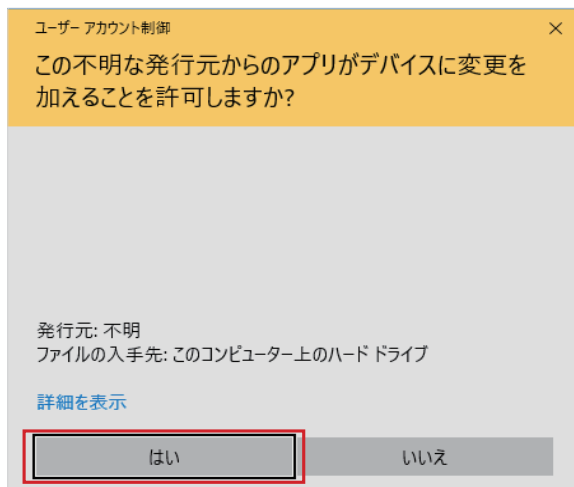 ユーザー アカウント制御
この不明な発行元からのアプリがデバイスに変更を
加えることを許可しますか?
発行元: 不明
ファイルの入手先: このコンピューター上のハード ドライブ
詳細を表示
はい
いいえ